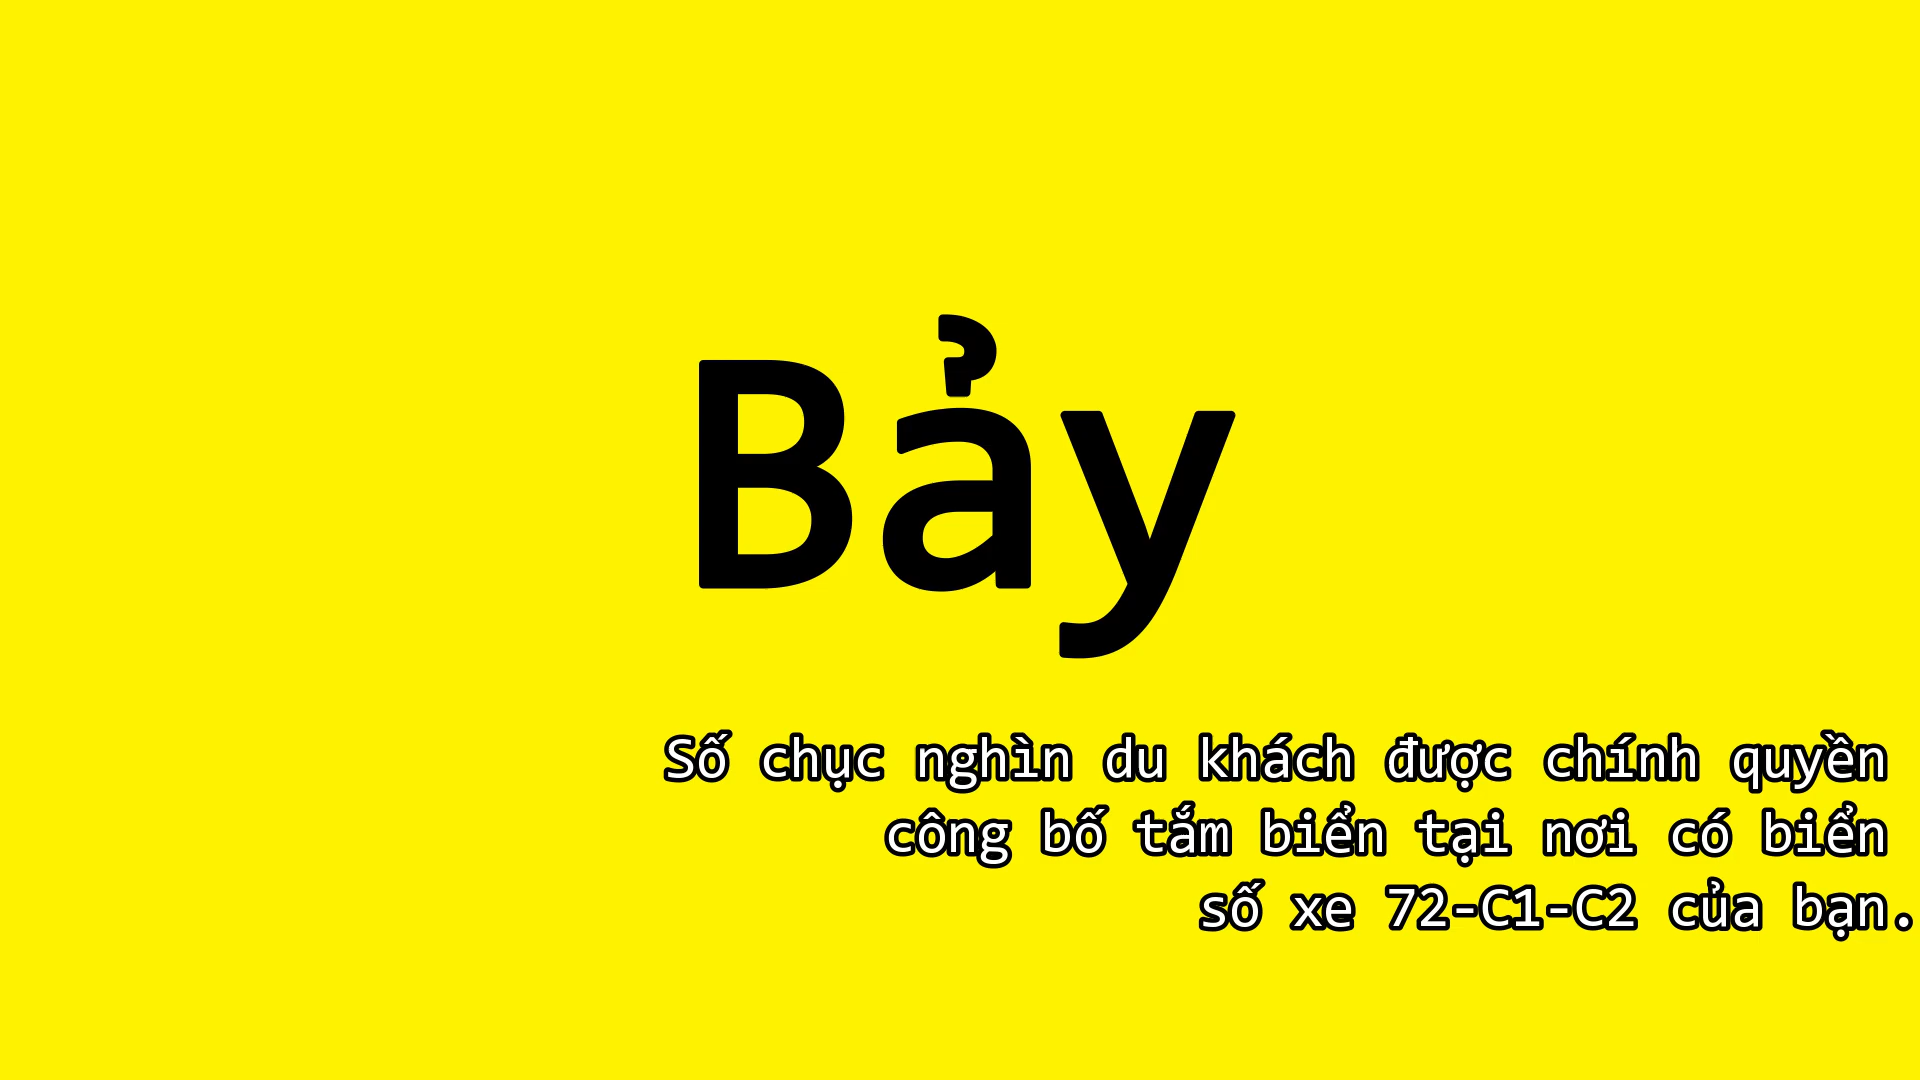 Bảy
Số chục nghìn du khách được chính quyền
công bố tắm biển tại nơi có biển
số xe 72-C1-C2 của bạn.